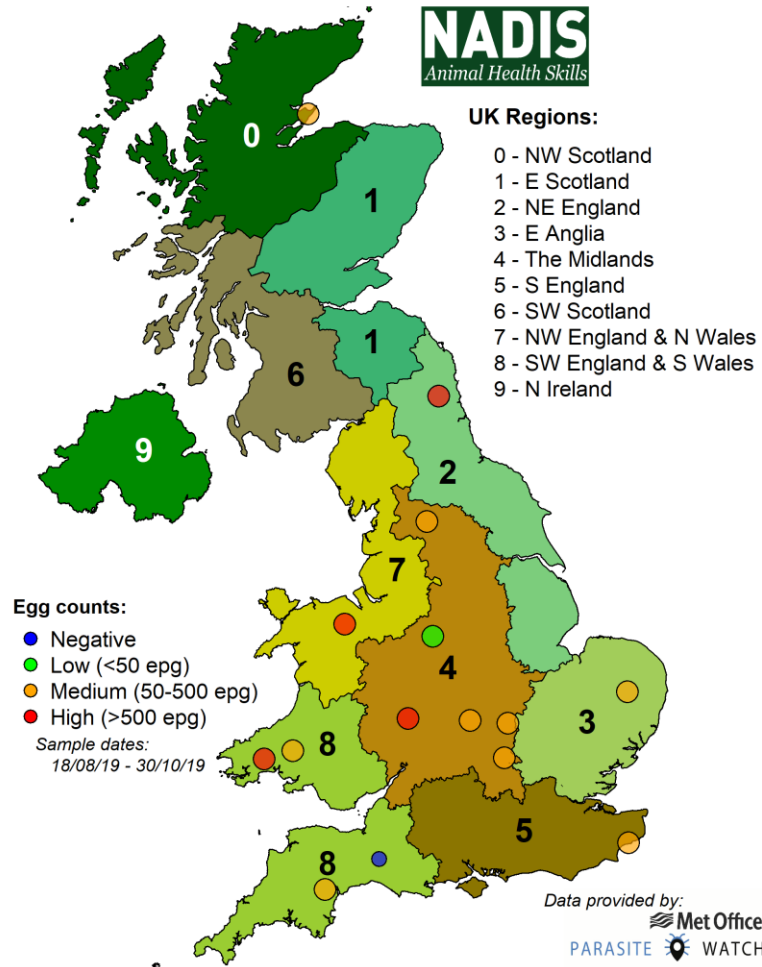 NADIS
Animal Health Skills
UK Regions:
0 - NW Scotland
1 - E Scotland
2 - NE England
3 - E Anglia
4 - The Midlands
5 - S England
6 - SW Scotland
7 - NW England & N Wales
8 - SW England & S Wales
9 - N Ireland
0
1
1
6
9
2
7
4
3
8
5
8
Egg counts:
Negative
Low (<50 epg)
Medium (50-500 epg)
High (>500 epg)
Sample dates:
18/08/19 - 30/10/19
Data provided by:
Met Office
PARASITE WATCH